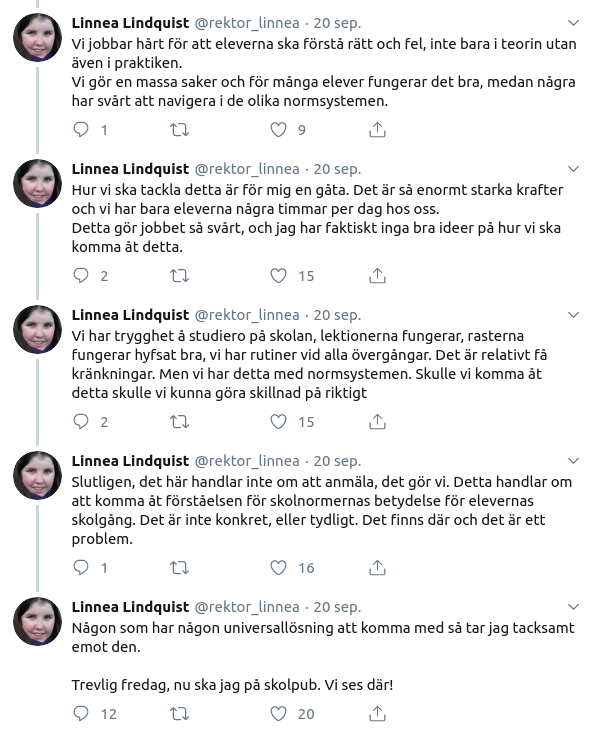 Linnea Lindquist @rektor_linnea · 20 sep.
Vi jobbar hårt för att eleverna ska förstå rätt och fel, inte bara i teorin utan
även i praktiken.
Vi gör en massa saker och för många elever fungerar det bra, medan några
har svårt att navigera i de olika normsystemen.
1 9
Linnea Lindquist @rektor_linnea · 20 sep.
Hur vi ska tackla detta är för mig en gåta. Det är så enormt starka krafter
och vi har bara eleverna några timmar per dag hos oss.
Detta gör jobbet så svårt, och jag har faktiskt inga bra ideer på hur vi ska
komma åt detta.
2 15
Linnea Lindquist @rektor_linnea · 20 sep.
Vi har trygghet å studiero på skolan, lektionerna fungerar, rasterna
fungerar hyfsat bra, vi har rutiner vid alla övergångar. Det är relativt få
kränkningar. Men vi har detta med normsystemen. Skulle vi komma åt
detta skulle vi kunna göra skillnad på riktigt
2 15
Linnea Lindquist @rektor_linnea · 20 sep.
Slutligen, det här handlar inte om att anmäla, det gör vi. Detta handlar om
att komma åt förståelsen för skolnormernas betydelse för elevernas
skolgång. Det är inte konkret, eller tydligt. Det finns där och det är ett
problem.
1 16
Linnea Lindquist @rektor_linnea · 20 sep.
Någon som har någon universallösning att komma med så tar jag tacksamt
emot den.
Trevlig fredag, nu ska jag på skolpub. Vi ses där!
12 20